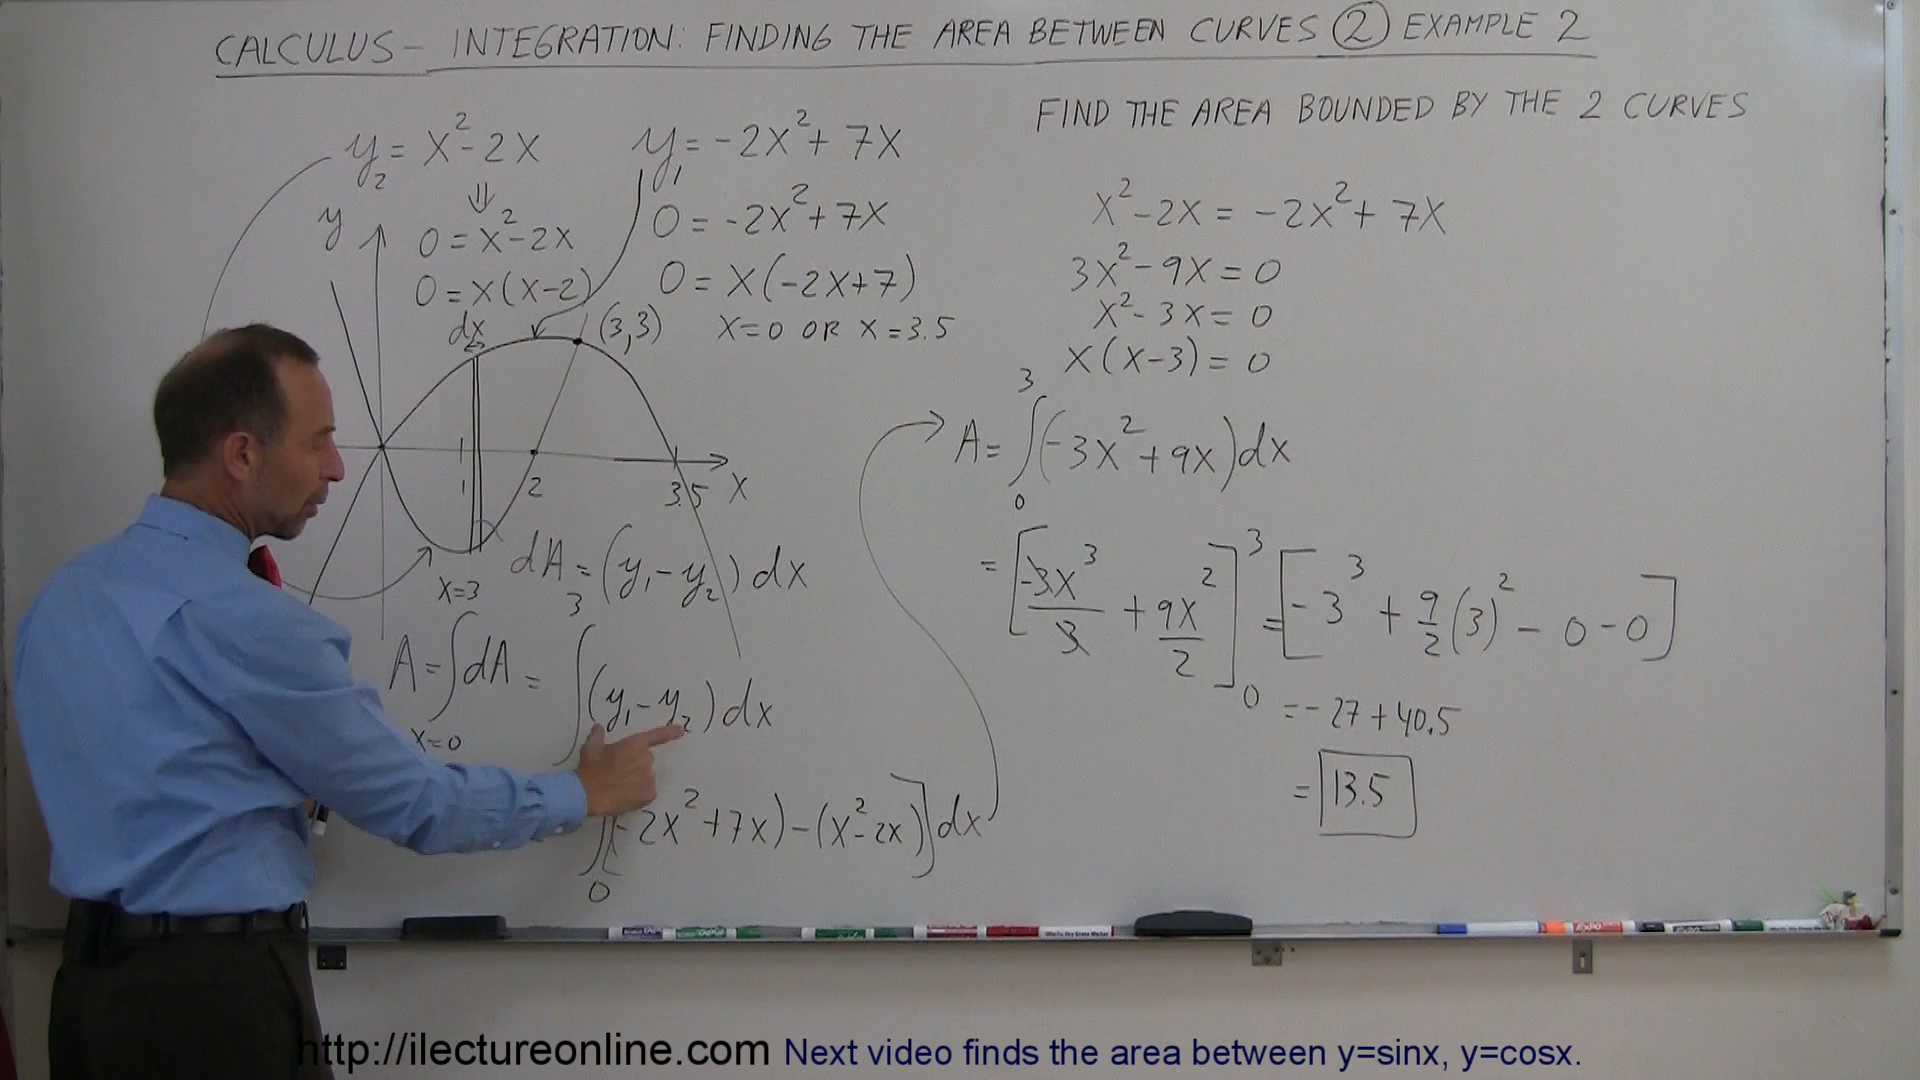 CALCULUS - INTEGRATION: FINDING THE AREA BETWEEN CURVES ② EXAMPLE 2
FIND THE AREA BOUNDED BY THE 2 CURVES
y₂ = x² - 2x
y₁ = -2x² + 7x
⇓
0 = x² - 2x
0 = x(x-2)
0 = -2x² + 7x
0 = x(-2x+7)
x=0 OR x=3.5
y
dx
(3,3)
1
1
2
3.5
x
dA = (y₁ - y₂) dx
x=3
A = ∫ dA = ∫ (y₁ - y₂) dx
3
x=0
∫ [(-2x² + 7x) - (x² - 2x)] dx
0
x² - 2x = -2x² + 7x
3x² - 9x = 0
x² - 3x = 0
x(x-3) = 0
A = ∫₀³ (-3x² + 9x) dx
= [-3x³/3 + 9x²/2]₀³ = [-3³ + 9/2 (3)² - 0 - 0]
= -27 + 40.5
= 13.5
http://ilectureonline.com Next video finds the area between y=sinx, y=cosx.